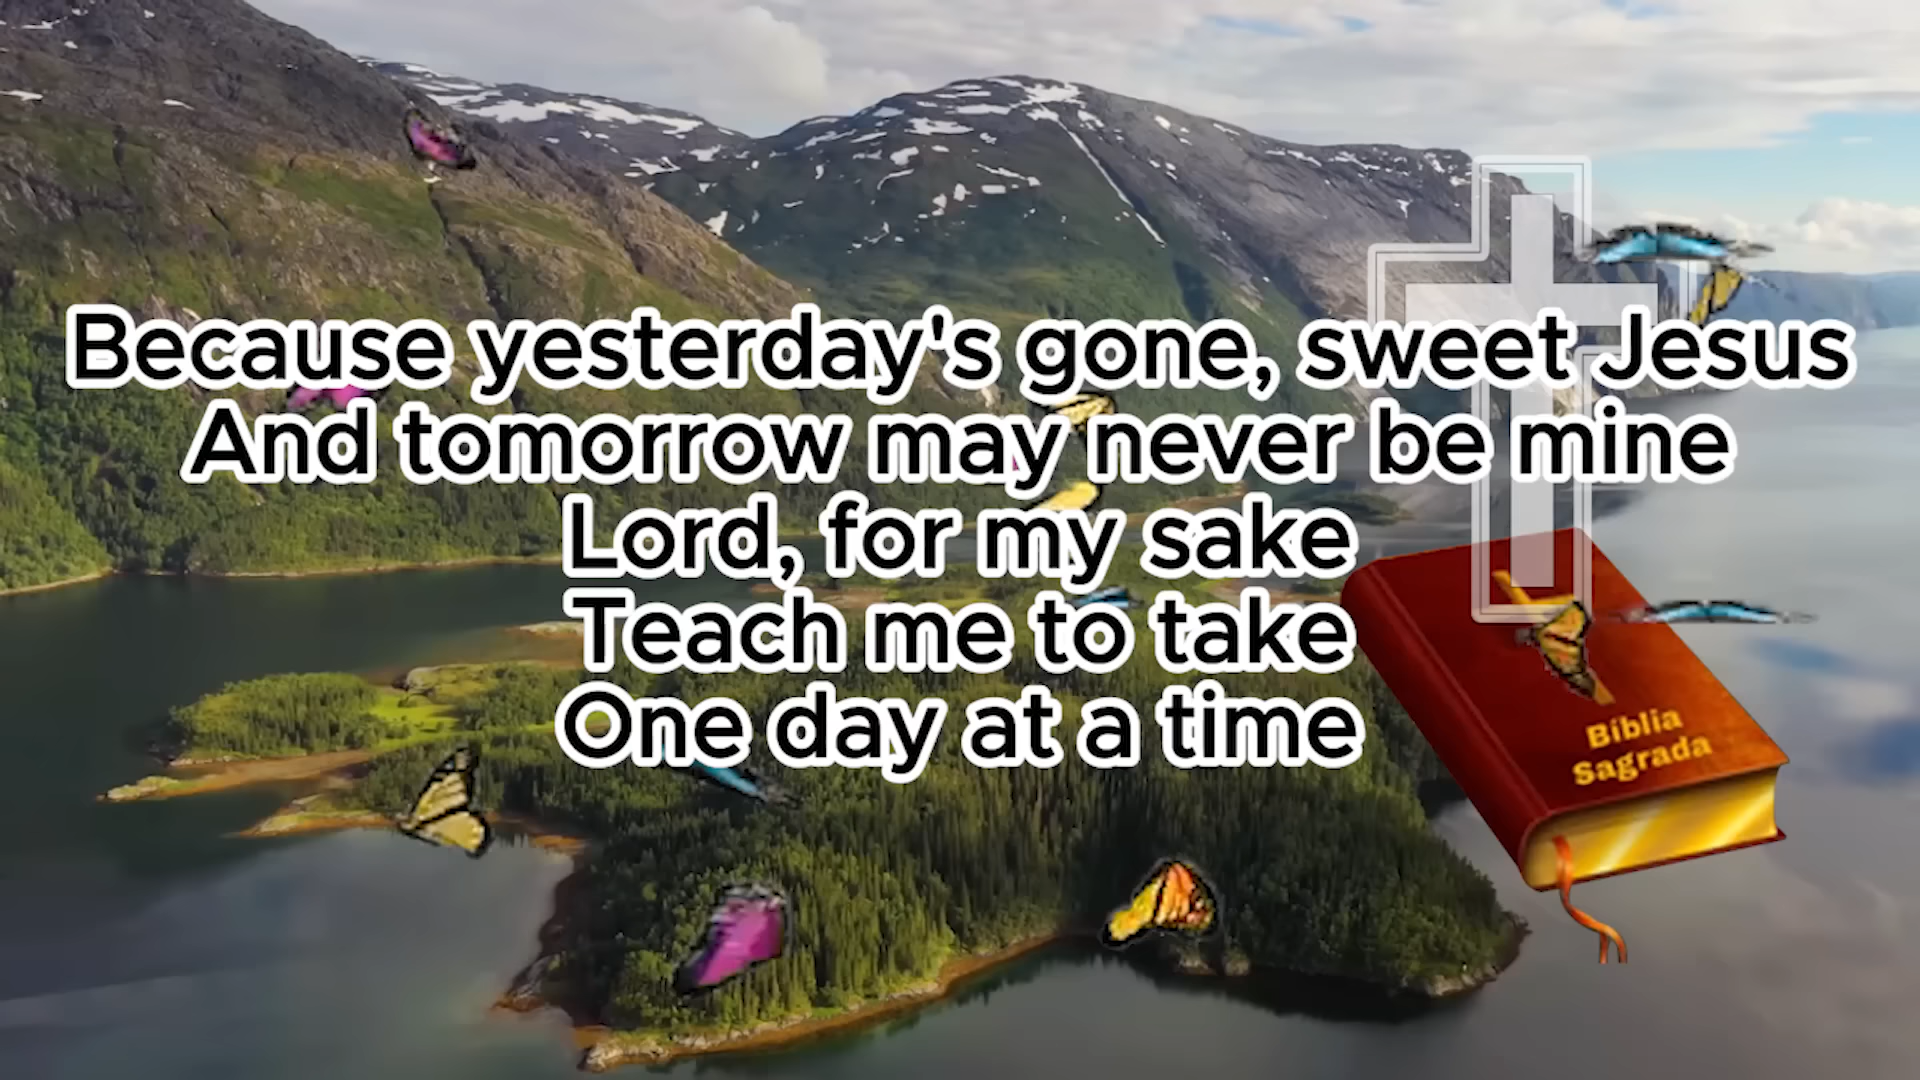 Because yesterday's gone, sweet Jesus
And tomorrow may never be mine
Lord, for my sake
Teach me to take
One day at a time
Bíblia
Sagrada